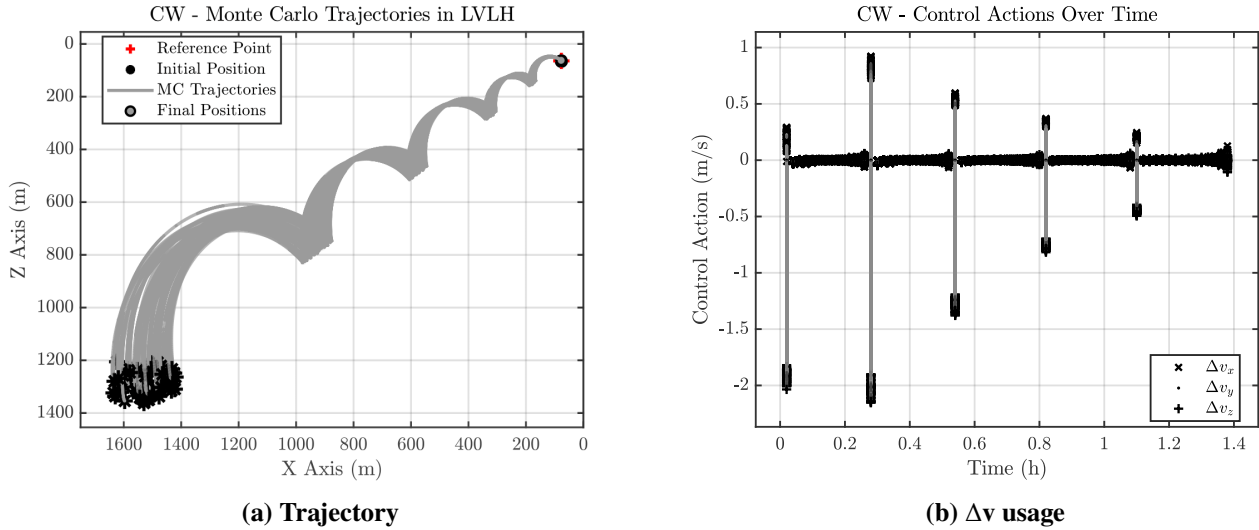 CW - Monte Carlo Trajectories in LVLH
0
200
400
600
800
1000
1200
1400
Z Axis (m)
Reference Point
Initial Position
MC Trajectories
Final Positions
1600
1400
1200
1000
800
600
400
200
0
X Axis (m)
(a) Trajectory
CW - Control Actions Over Time
1
0.5
0
-0.5
-1
-1.5
-2
Control Action (m/s)
Δv_x
Δv_y
Δv_z
0
0.2
0.4
0.6
0.8
1
1.2
1.4
Time (h)
(b) Δv usage